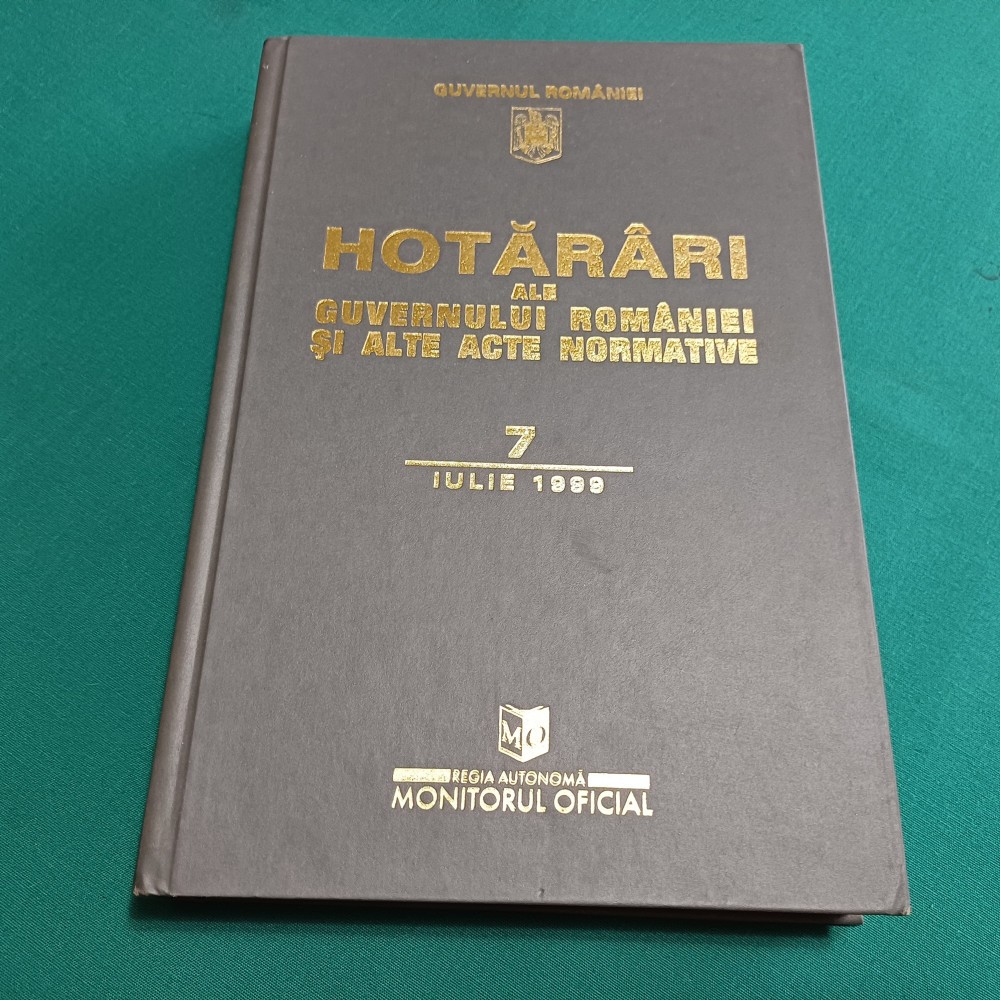 GUVERNUL ROMÂNIEI
HOTĂRÂRI
ALE
GUVERNULUI ROMÂNIEI
ŞI ALTE ACTE NORMATIVE
7
IULIE 1999
MO
REGIA AUTONOMĂ
MONITORUL OFICIAL